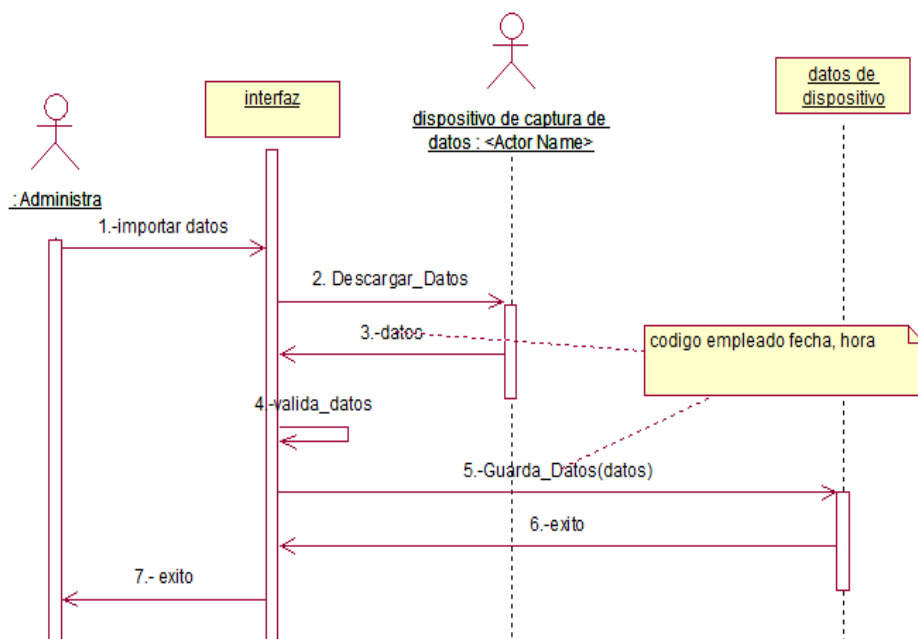 interfaz
dispositivo de captura de
datos : <Actor Name>
datos de
dispositivo
: Administra
1.-importar datos
2. Descargar_Datos
3.-datos
codigo empleado fecha, hora
4.-valida_datos
5.-Guarda_Datos(datos)
6.-exito
7.- exito